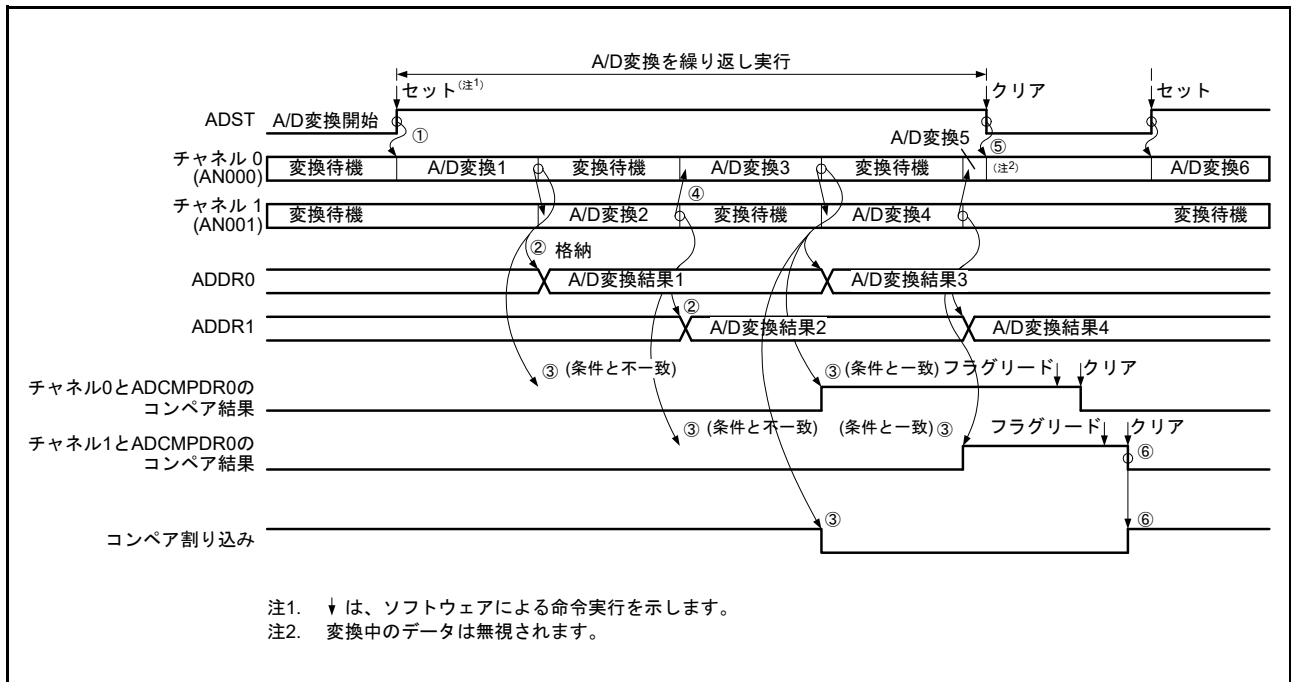 A/D変換を繰り返し実行
セット(注1)
クリア
セット
ADST
A/D変換開始
①
⑤
A/D変換5
チャネル 0
(AN000)
変換待機
A/D変換1
変換待機
A/D変換3
変換待機
(注2)
A/D変換6
④
チャネル 1
(AN001)
変換待機
A/D変換2
変換待機
A/D変換4
変換待機
② 格納
ADDR0
A/D変換結果1
A/D変換結果3
②
ADDR1
A/D変換結果2
A/D変換結果4
③ (条件と不一致)
③ (条件と一致)
フラグリード
クリア
チャネル0とADCMPDR0の
コンペア結果
③ (条件と不一致)
(条件と一致) ③
フラグリード
クリア
チャネル1とADCMPDR0の
コンペア結果
⑥
③
⑥
コンペア割り込み
注1. ↓は、ソフトウェアによる命令実行を示します。
注2. 変換中のデータは無視されます。